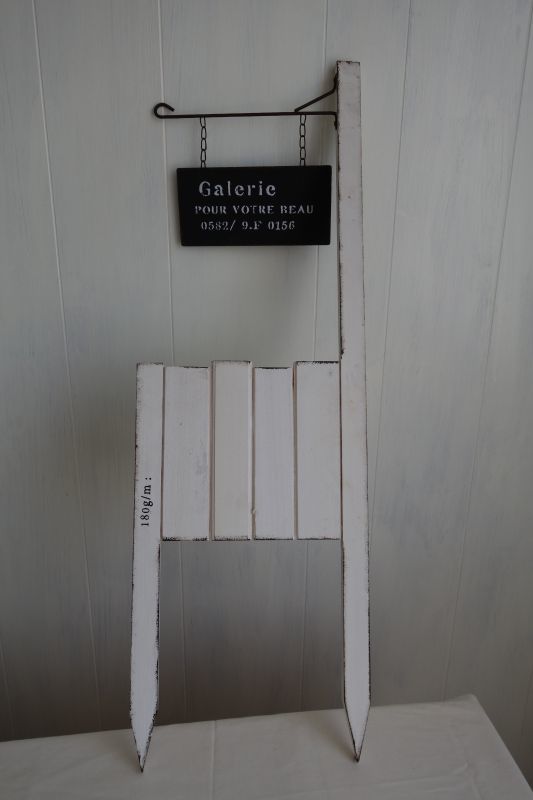 Galerie
POUR VOTRE BEAU
0582/ 9.F 0156
180g/m: